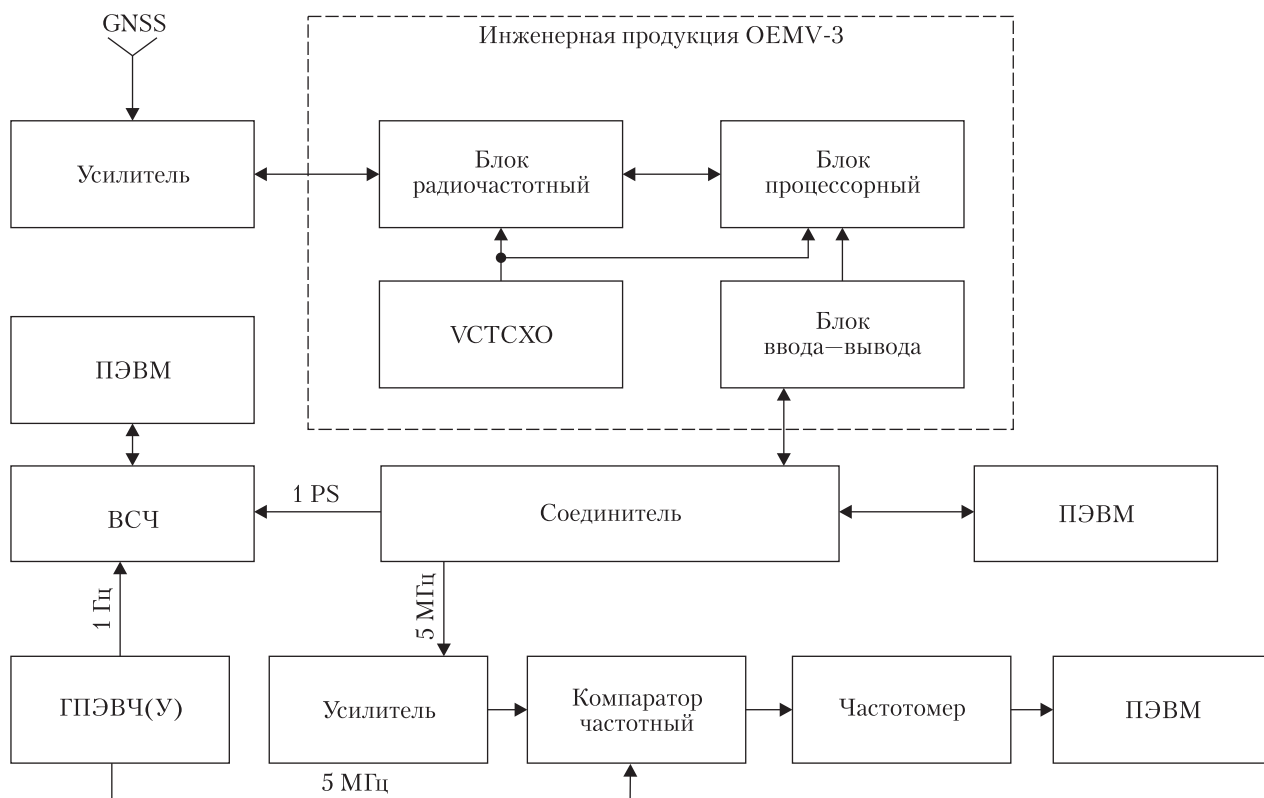 GNSS
Инженерная продукция OEMV-3
Усилитель
Блок
радиочастотный
Блок
процессорный
VCTCXO
Блок
ввода—вывода
ПЭВМ
ВСЧ
1 PS
Соединитель
ПЭВМ
1 Гц
5 МГц
ГПЭВЧ(У)
Усилитель
Компаратор
частотный
Частотомер
ПЭВМ
5 МГц